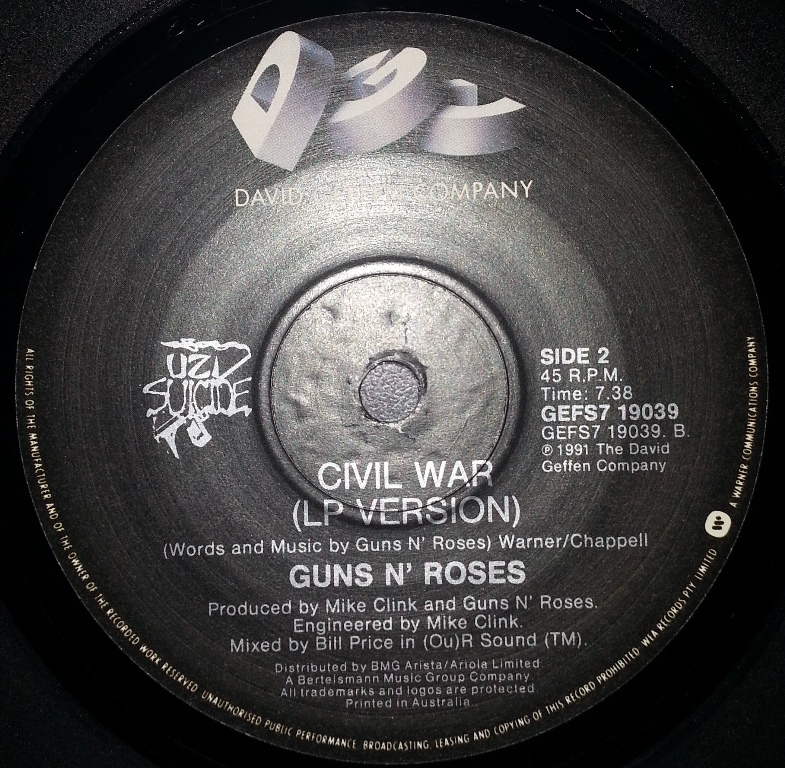 DGC
DAVID COMPANY
UZI
SUICIDE
SIDE 2
45 R.P.M.
Time: 7.38
GEFS7 19039
GEFS7 19039. B.
℗ 1991 The David
Geffen Company
CIVIL WAR
(LP VERSION)
(Words and Music by Guns N' Roses) Warner/Chappell
GUNS N' ROSES
Produced by Mike Clink and Guns N' Roses.
Engineered by Mike Clink.
Mixed by Bill Price in (Ou)R Sound (TM).
Distributed by BMG Arista/Ariola Limited
A Bertelsmann Music Group Company
All trademarks and logos are protected
Printed in Australia
ALL RIGHTS OF THE MANUFACTURER AND OF THE OWNER OF THE RECORDED WORK RESERVED. UNAUTHORISED PUBLIC PERFORMANCE. BROADCASTING, LEASING AND COPYING OF THIS RECORD PROHIBITED. WEA RECORDS PTY. LIMITED A WARNER COMMUNICATIONS COMPANY